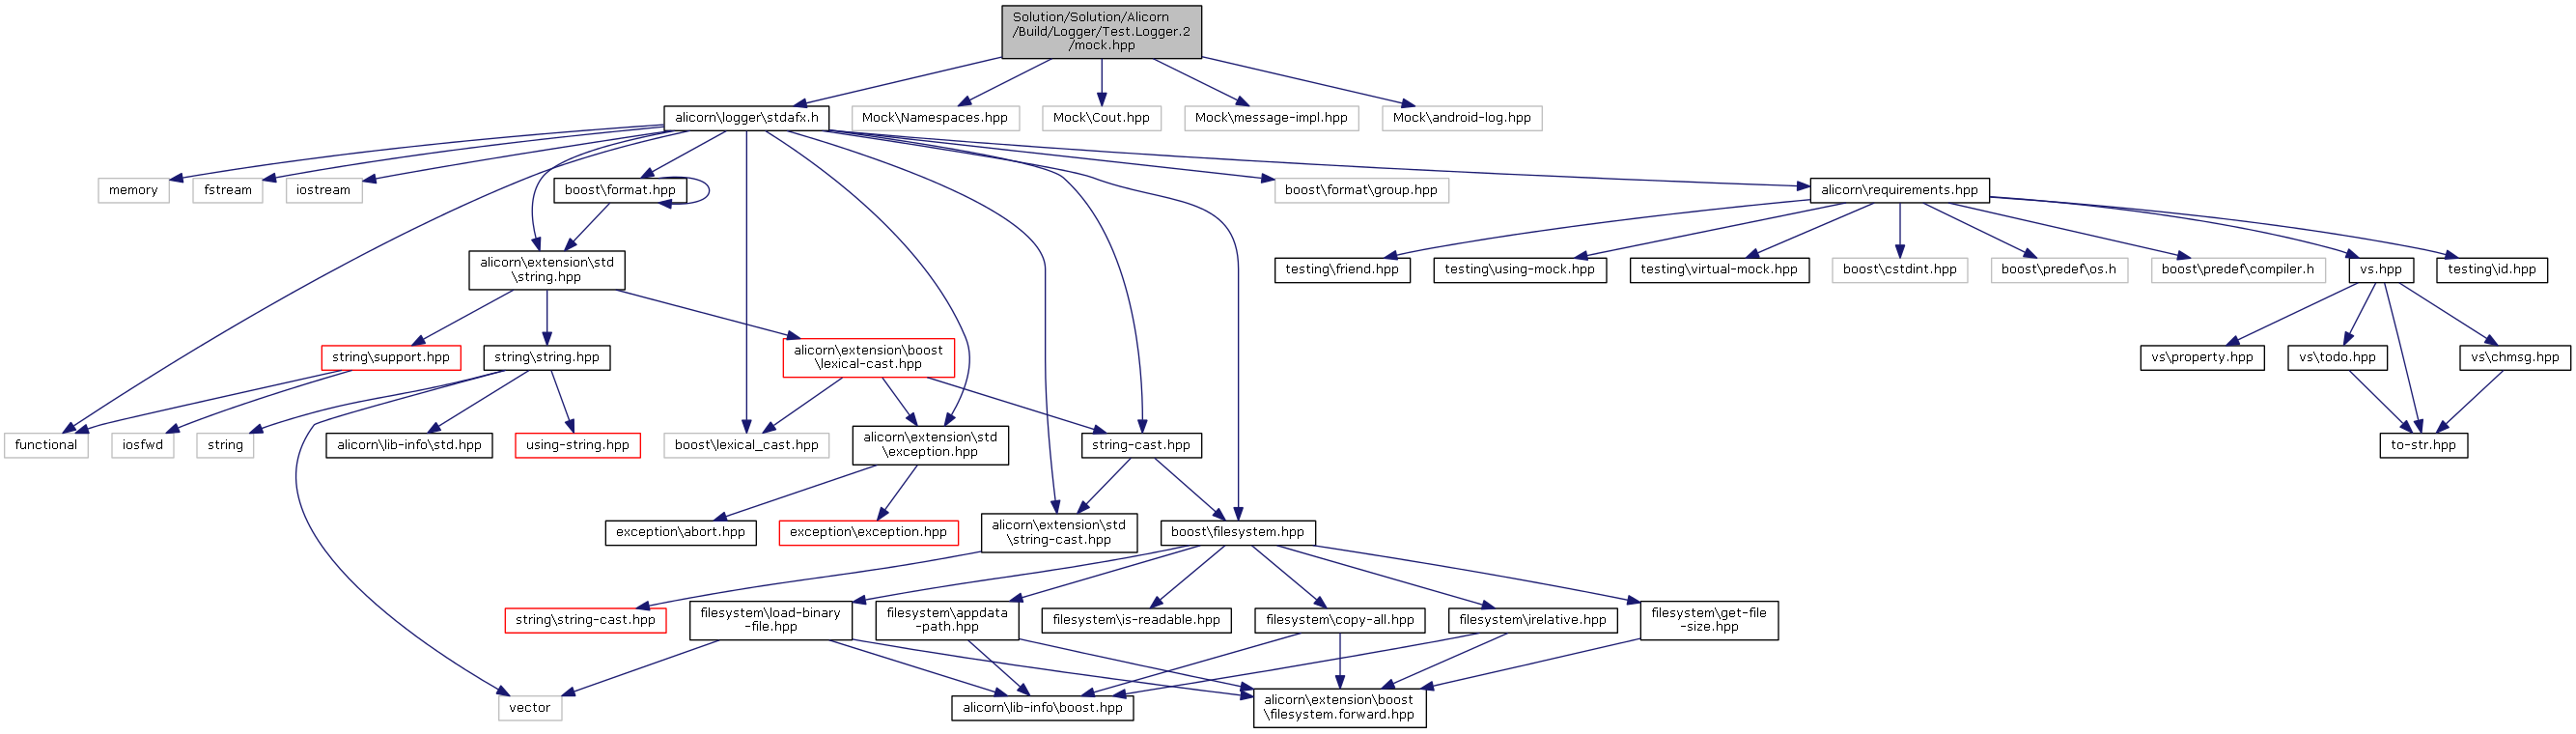 Solution/Solution/Alicorn
/Build/Logger/Test.Logger.2
/mock.hpp
alicorn\logger\stdafx.h
Mock\Namespaces.hpp
Mock\Cout.hpp
Mock\message-impl.hpp
Mock\android-log.hpp
memory
fstream
iostream
boost\format.hpp
boost\format\group.hpp
alicorn\requirements.hpp
alicorn\extension\std
\string.hpp
testing\friend.hpp
testing\using-mock.hpp
testing\virtual-mock.hpp
boost\cstdint.hpp
boost\predef\os.h
boost\predef\compiler.h
vs.hpp
testing\id.hpp
string\support.hpp
string\string.hpp
alicorn\extension\boost
\lexical-cast.hpp
vs\property.hpp
vs\todo.hpp
vs\chmsg.hpp
functional
iosfwd
string
alicorn\lib-info\std.hpp
using-string.hpp
boost\lexical_cast.hpp
alicorn\extension\std
\exception.hpp
string-cast.hpp
to-str.hpp
exception\abort.hpp
exception\exception.hpp
alicorn\extension\std
\string-cast.hpp
boost\filesystem.hpp
string\string-cast.hpp
filesystem\load-binary
-file.hpp
filesystem\appdata
-path.hpp
filesystem\is-readable.hpp
filesystem\copy-all.hpp
filesystem\irelative.hpp
filesystem\get-file
-size.hpp
vector
alicorn\lib-info\boost.hpp
alicorn\extension\boost
\filesystem.forward.hpp